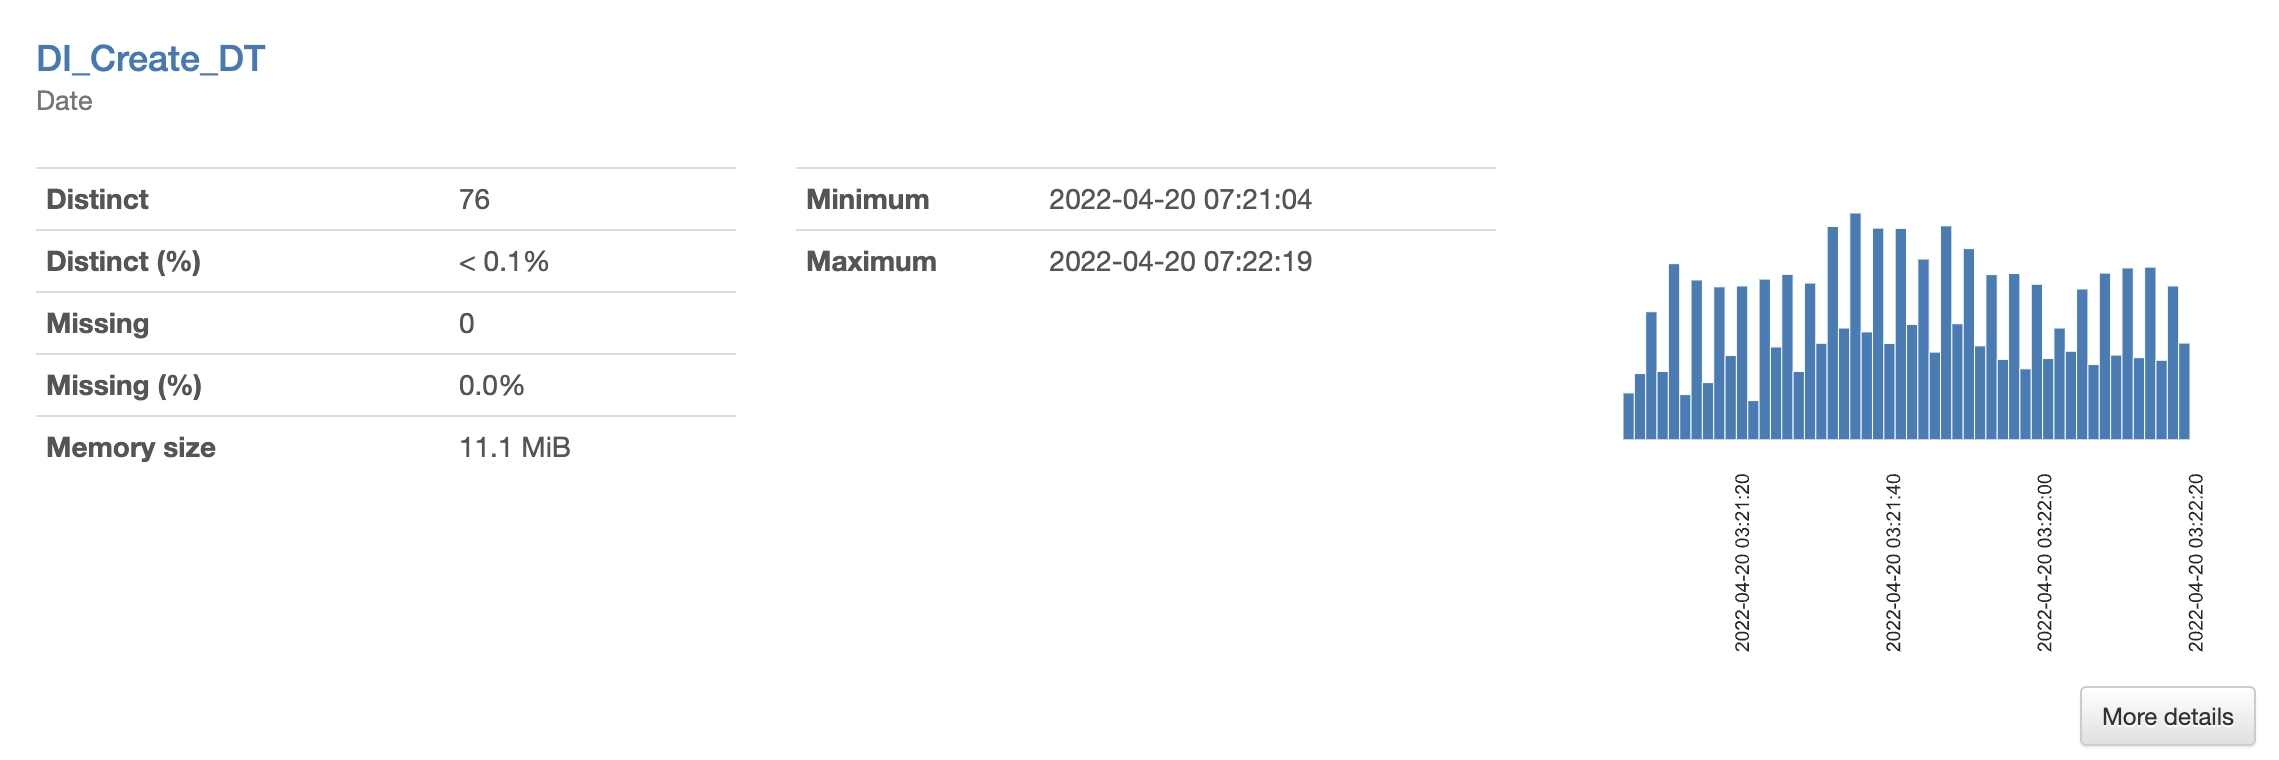 DI_Create_DT
Date
Distinct 76
Distinct (%) < 0.1%
Missing 0
Missing (%) 0.0%
Memory size 11.1 MiB
Minimum 2022-04-20 07:21:04
Maximum 2022-04-20 07:22:19
2022-04-20 03:21:20
2022-04-20 03:21:40
2022-04-20 03:22:00
2022-04-20 03:22:20
More details